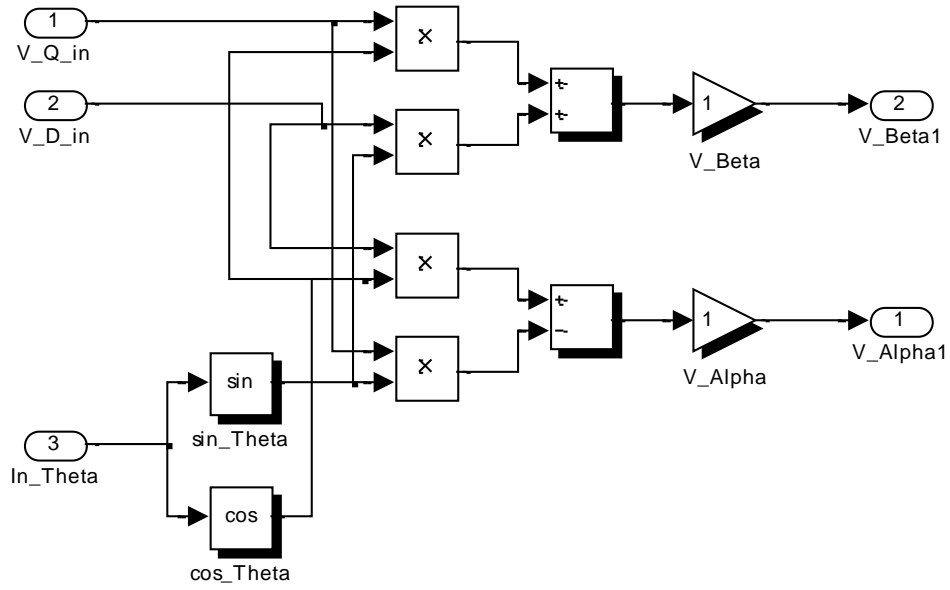 1
V_Q_in
2
V_D_in
×
×
+
+
1
V_Beta
2
V_Beta1
×
×
+
−
1
V_Alpha
1
V_Alpha1
sin
sin_Theta
3
In_Theta
cos
cos_Theta